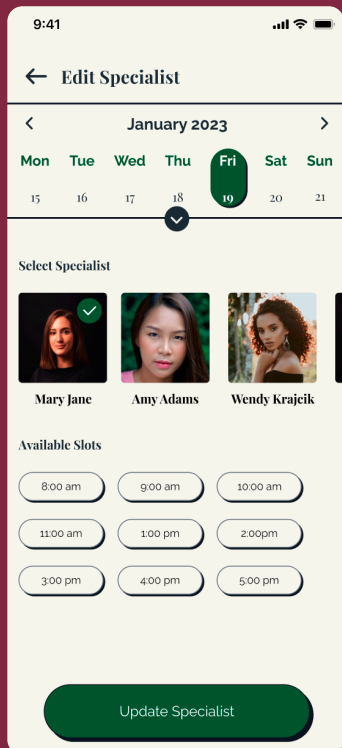 9:41
Edit Specialist
January 2023
Mon Tue Wed Thu Fri Sat Sun
15 16 17 18 19 20 21
Select Specialist
Mary Jane Amy Adams Wendy Krajcik
Available Slots
8:00 am 9:00 am 10:00 am
11:00 am 1:00 pm 2:00pm
3:00 pm 4:00 pm 5:00 pm
Update Specialist